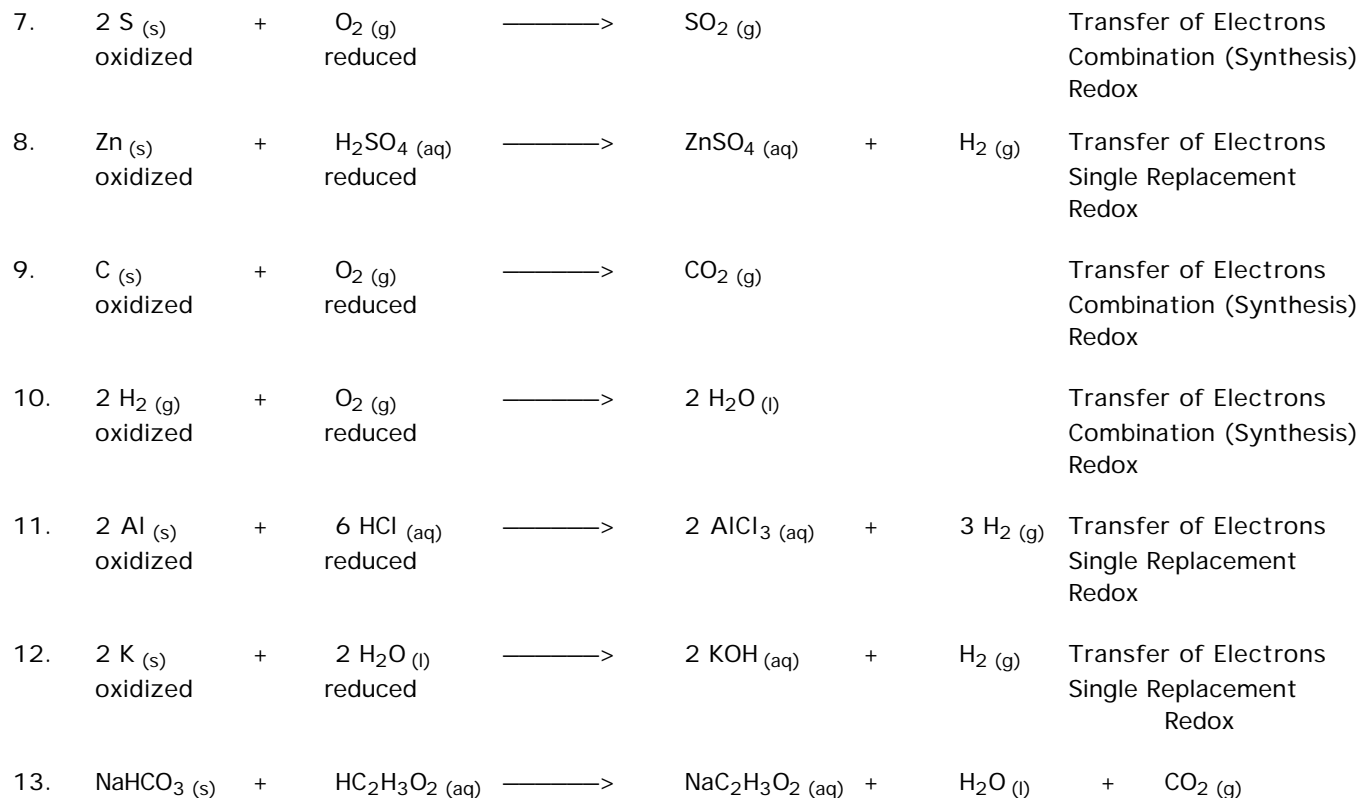 7. 2 S (s) + O2 (g) ———> SO2 (g) Transfer of Electrons
oxidized reduced Combination (Synthesis)
Redox
8. Zn (s) + H2SO4 (aq) ———> ZnSO4 (aq) + H2 (g) Transfer of Electrons
oxidized reduced Single Replacement
Redox
9. C (s) + O2 (g) ———> CO2 (g) Transfer of Electrons
oxidized reduced Combination (Synthesis)
Redox
10. 2 H2 (g) + O2 (g) ———> 2 H2O (l) Transfer of Electrons
oxidized reduced Combination (Synthesis)
Redox
11. 2 Al (s) + 6 HCl (aq) ———> 2 AlCl3 (aq) + 3 H2 (g) Transfer of Electrons
oxidized reduced Single Replacement
Redox
12. 2 K (s) + 2 H2O (l) ———> 2 KOH (aq) + H2 (g) Transfer of Electrons
oxidized reduced Single Replacement
Redox
13. NaHCO3 (s) + HC2H3O2 (aq) ———> NaC2H3O2 (aq) + H2O (l) + CO2 (g)